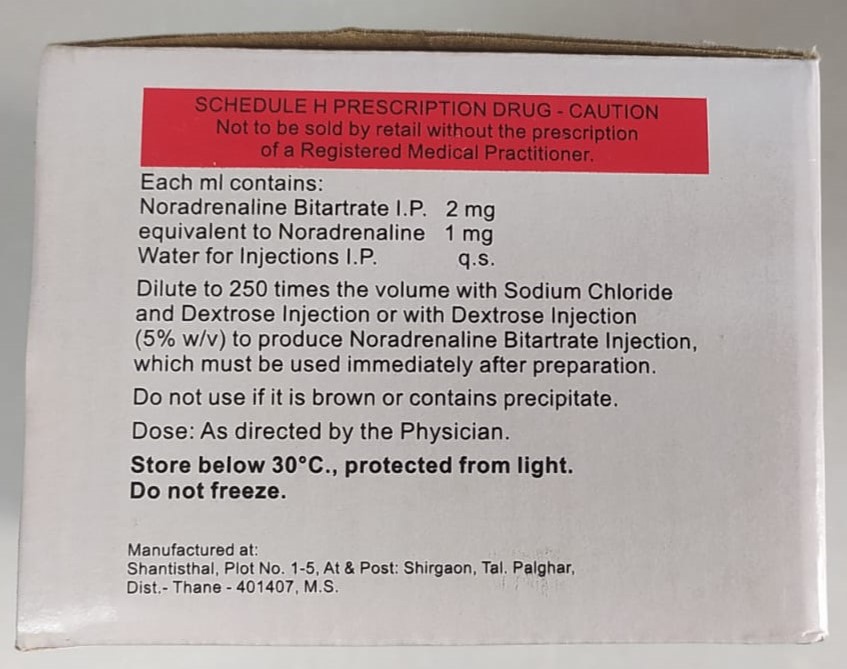 SCHEDULE H PRESCRIPTION DRUG - CAUTION
Not to be sold by retail without the prescription
of a Registered Medical Practitioner.
Each ml contains:
Noradrenaline Bitartrate I.P. 2 mg
equivalent to Noradrenaline 1 mg
Water for Injections I.P. q.s.
Dilute to 250 times the volume with Sodium Chloride
and Dextrose Injection or with Dextrose Injection
(5% w/v) to produce Noradrenaline Bitartrate Injection,
which must be used immediately after preparation.
Do not use if it is brown or contains precipitate.
Dose: As directed by the Physician.
Store below 30°C., protected from light.
Do not freeze.
Manufactured at:
Shantisthal, Plot No. 1-5, At & Post: Shirgaon, Tal. Palghar,
Dist.- Thane - 401407, M.S.